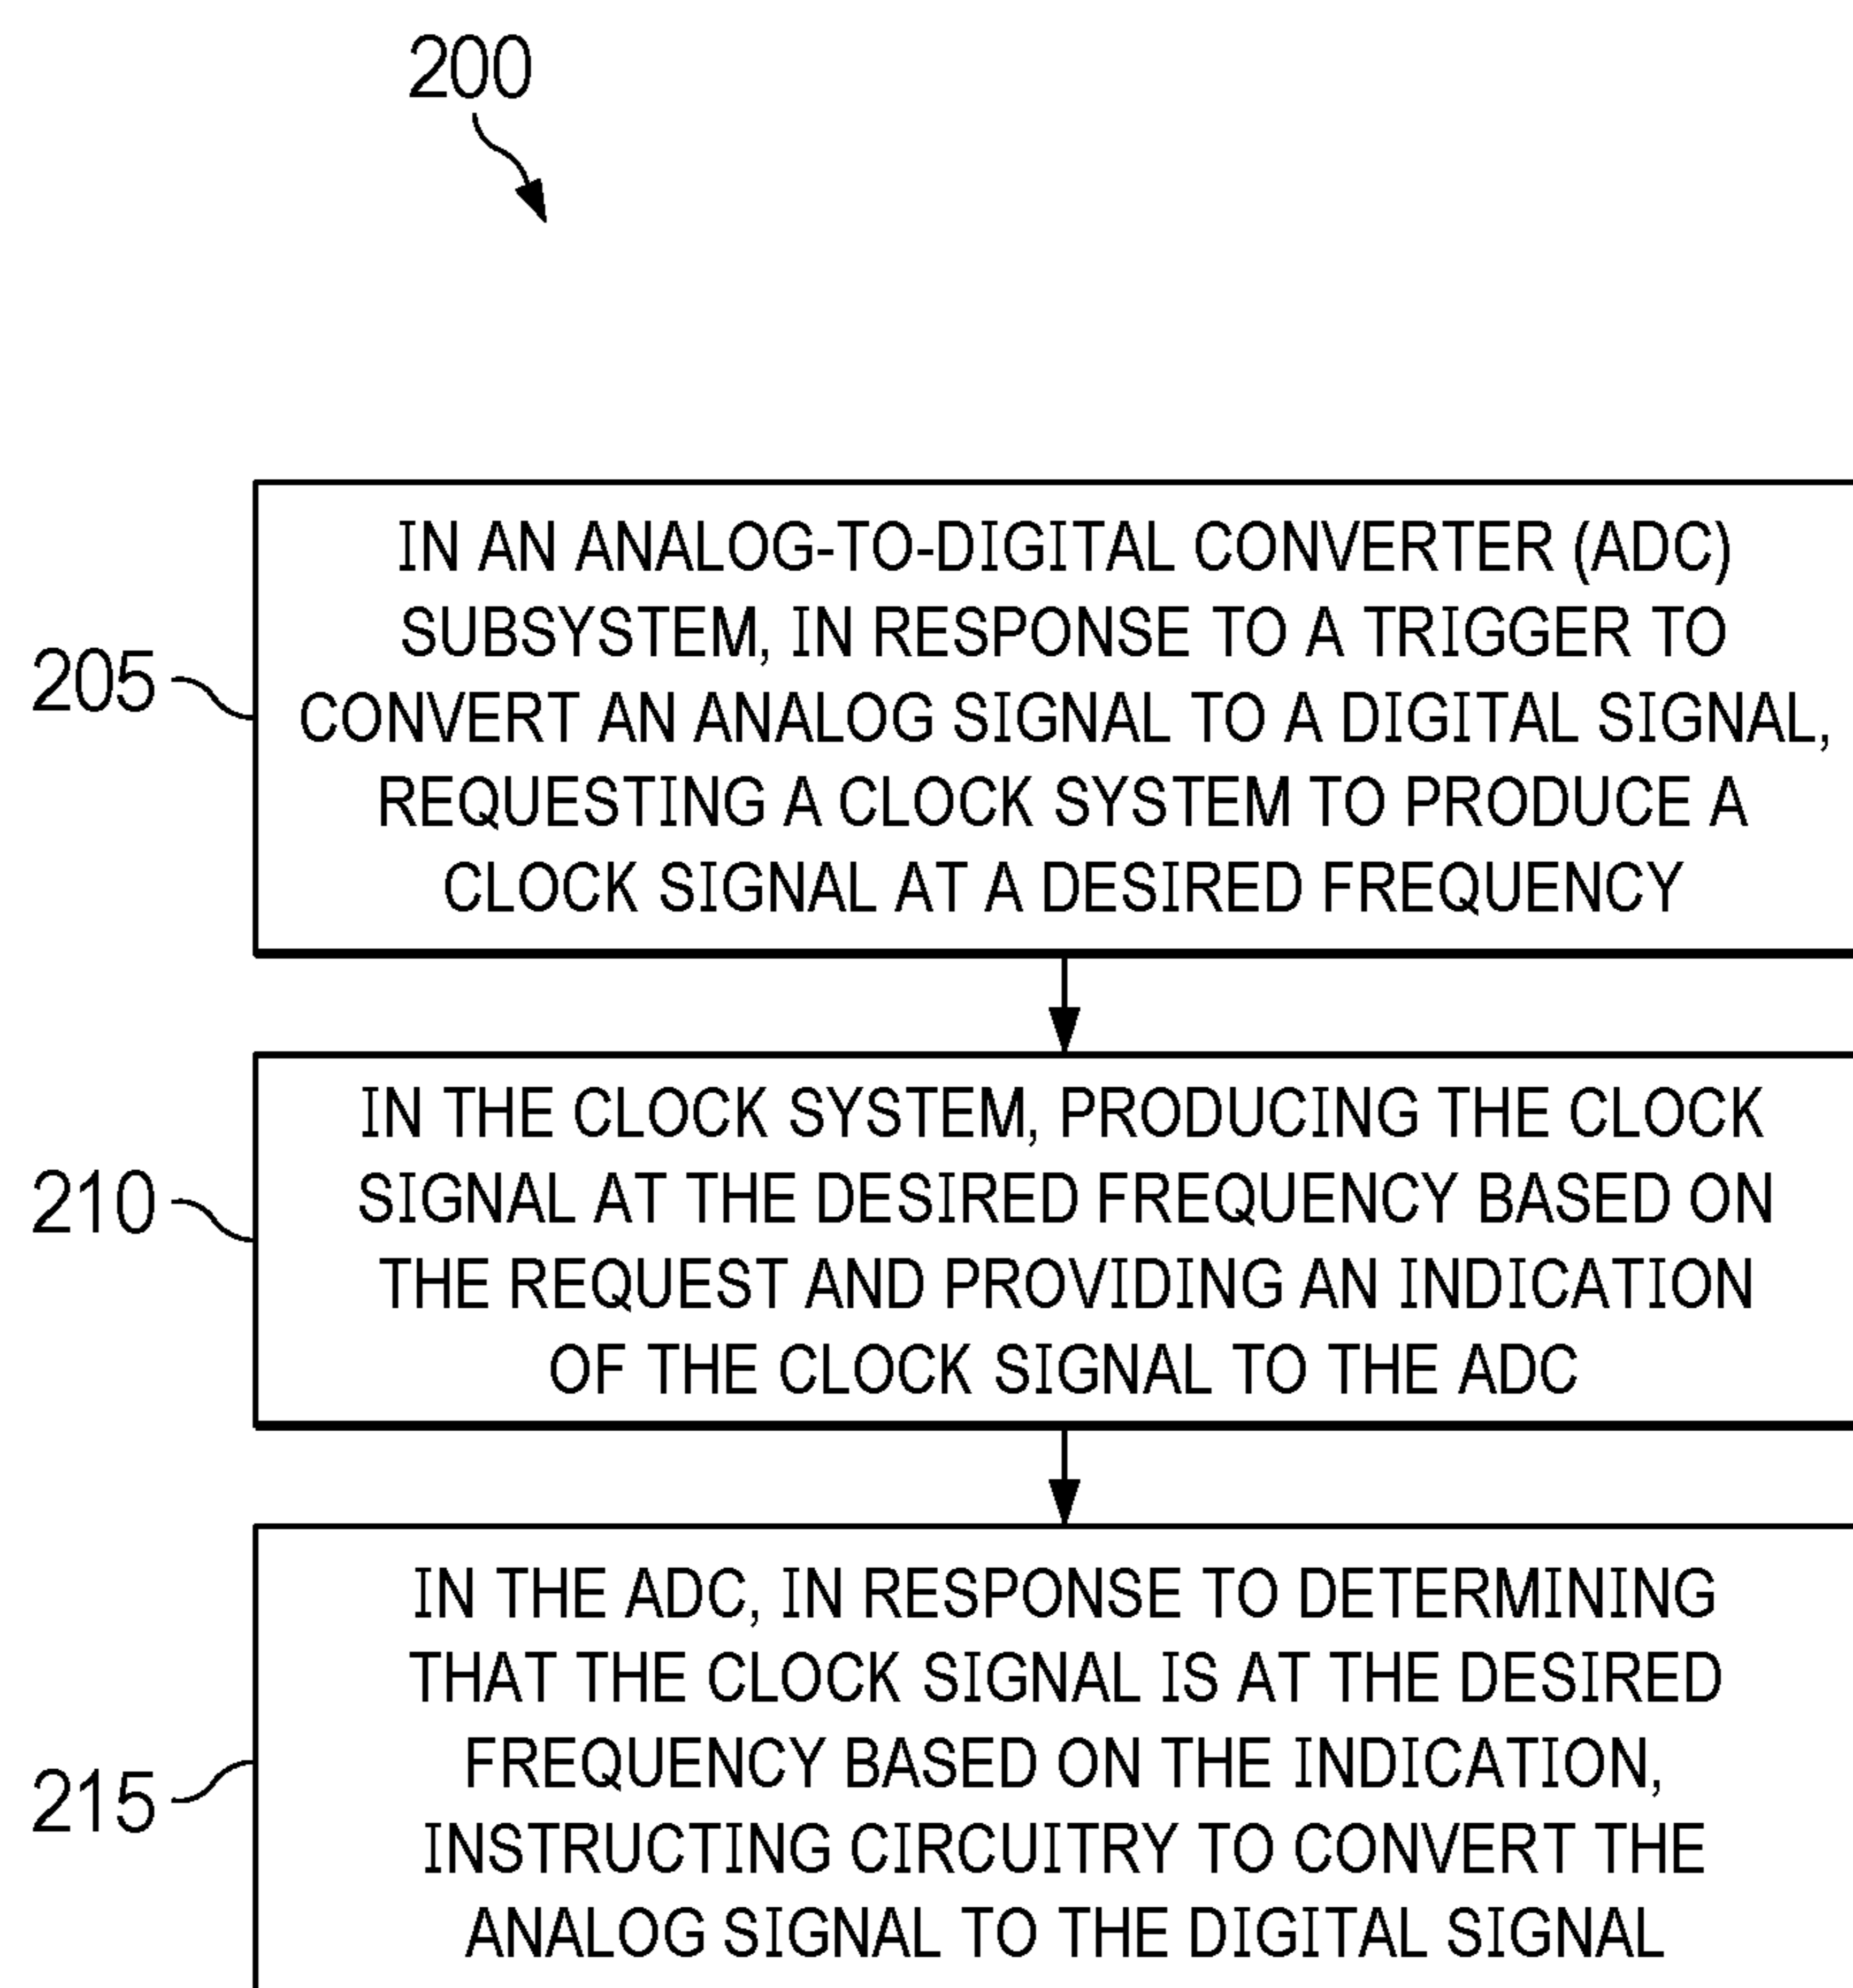 200
IN AN ANALOG-TO-DIGITAL CONVERTER (ADC)
SUBSYSTEM, IN RESPONSE TO A TRIGGER TO
205
CONVERT AN ANALOG SIGNAL TO A DIGITAL SIGNAL,
REQUESTING A CLOCK SYSTEM TO PRODUCE A
CLOCK SIGNAL AT A DESIRED FREQUENCY
IN THE CLOCK SYSTEM, PRODUCING THE CLOCK
210
SIGNAL AT THE DESIRED FREQUENCY BASED ON
THE REQUEST AND PROVIDING AN INDICATION
OF THE CLOCK SIGNAL TO THE ADC
IN THE ADC, IN RESPONSE TO DETERMINING
THAT THE CLOCK SIGNAL IS AT THE DESIRED
FREQUENCY BASED ON THE INDICATION,
215
INSTRUCTING CIRCUITRY TO CONVERT THE
ANALOG SIGNAL TO THE DIGITAL SIGNAL